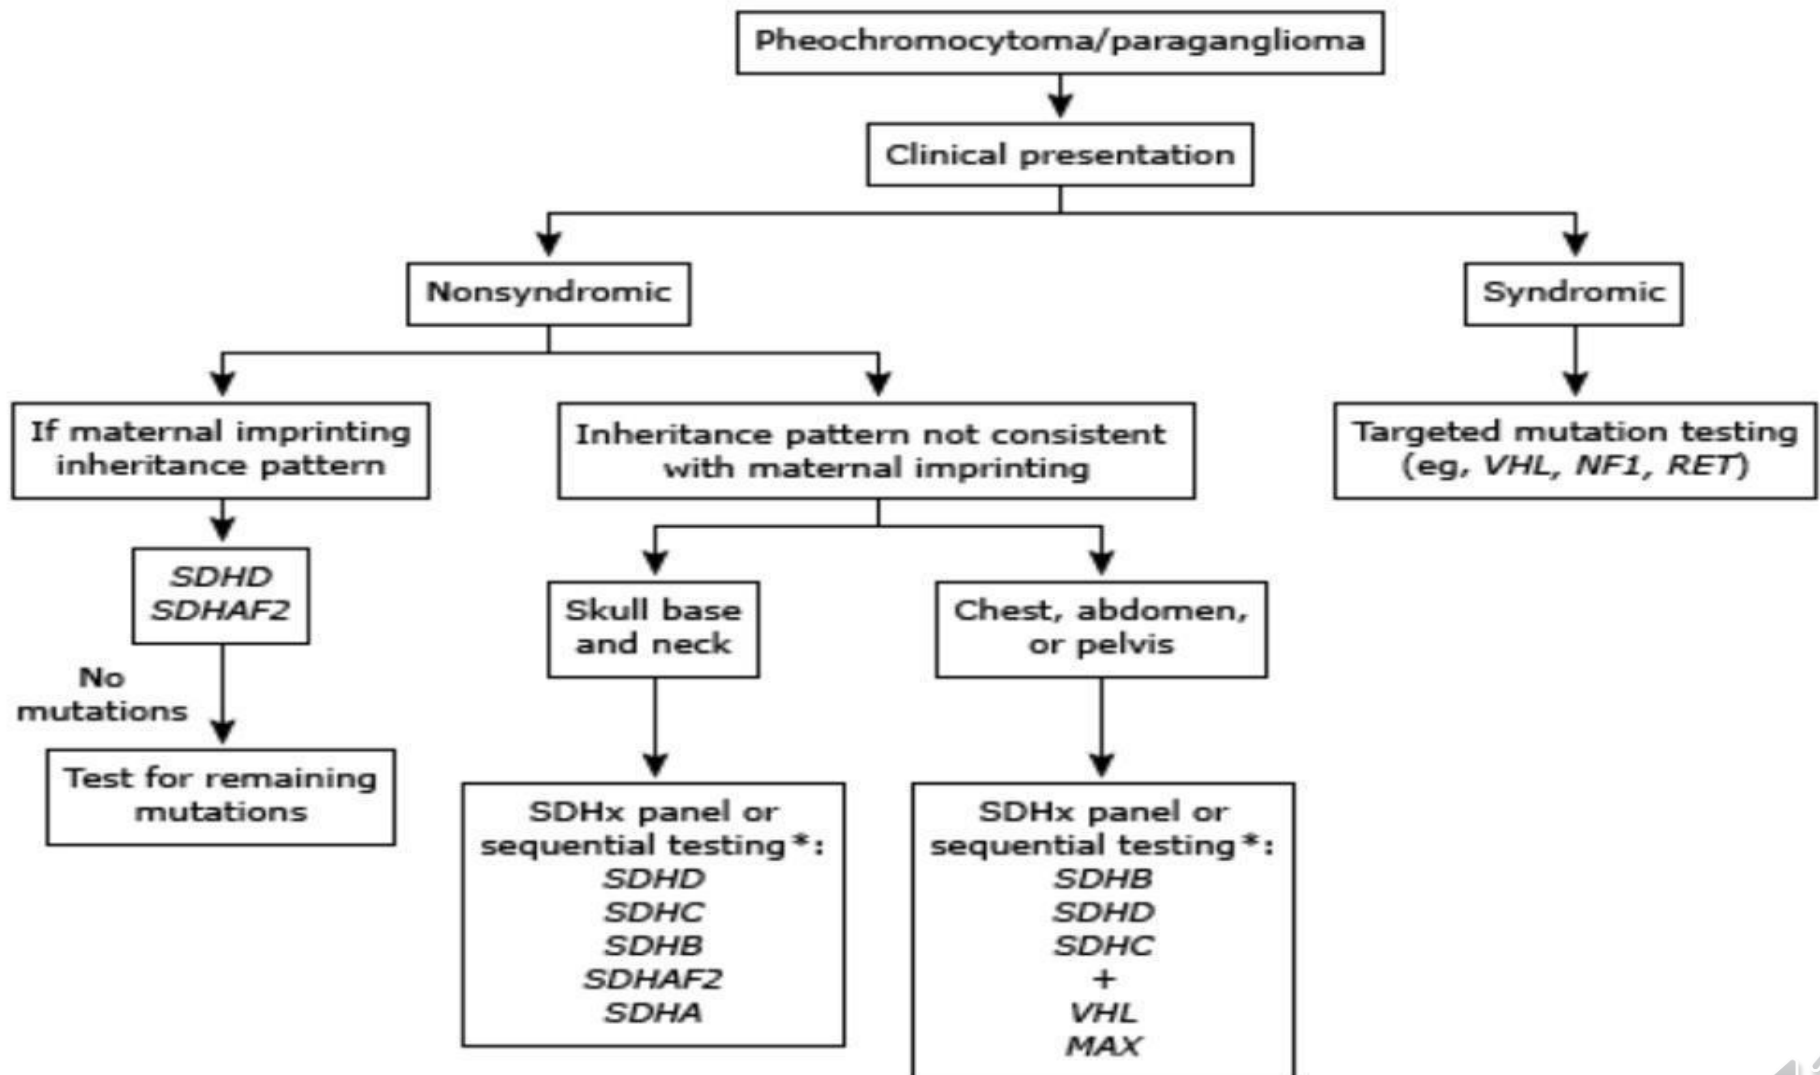 Pheochromocytoma/paraganglioma
Clinical presentation
Nonsyndromic
Syndromic
If maternal imprinting
inheritance pattern
Inheritance pattern not consistent
with maternal imprinting
Targeted mutation testing
(eg, VHL, NF1, RET)
SDHD
SDHAF2
Skull base
and neck
Chest, abdomen,
or pelvis
No
mutations
Test for remaining
mutations
SDHx panel or
sequential testing*:
SDHD
SDHC
SDHB
SDHAF2
SDHA
SDHx panel or
sequential testing*:
SDHB
SDHD
SDHC
+
VHL
MAX